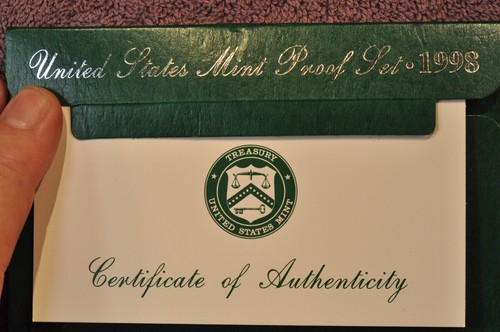 United States Mint Proof Set • 1998
TREASURY
UNITED STATES MINT
Certificate of Authenticity